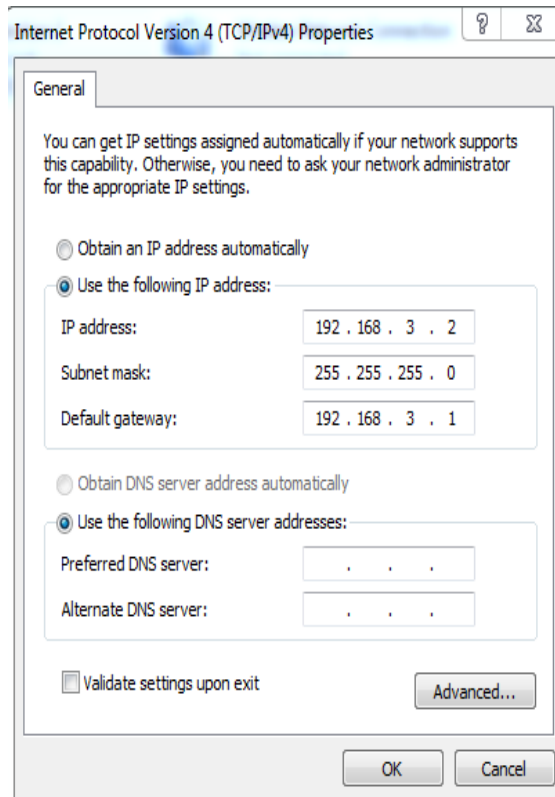 Internet Protocol Version 4 (TCP/IPv4) Properties
General
You can get IP settings assigned automatically if your network supports
this capability. Otherwise, you need to ask your network administrator
for the appropriate IP settings.
Obtain an IP address automatically
Use the following IP address:
IP address: 192 . 168 . 3 . 2
Subnet mask: 255 . 255 . 255 . 0
Default gateway: 192 . 168 . 3 . 1
Obtain DNS server address automatically
Use the following DNS server addresses:
Preferred DNS server: . . .
Alternate DNS server: . . .
Validate settings upon exit
Advanced...
OK Cancel